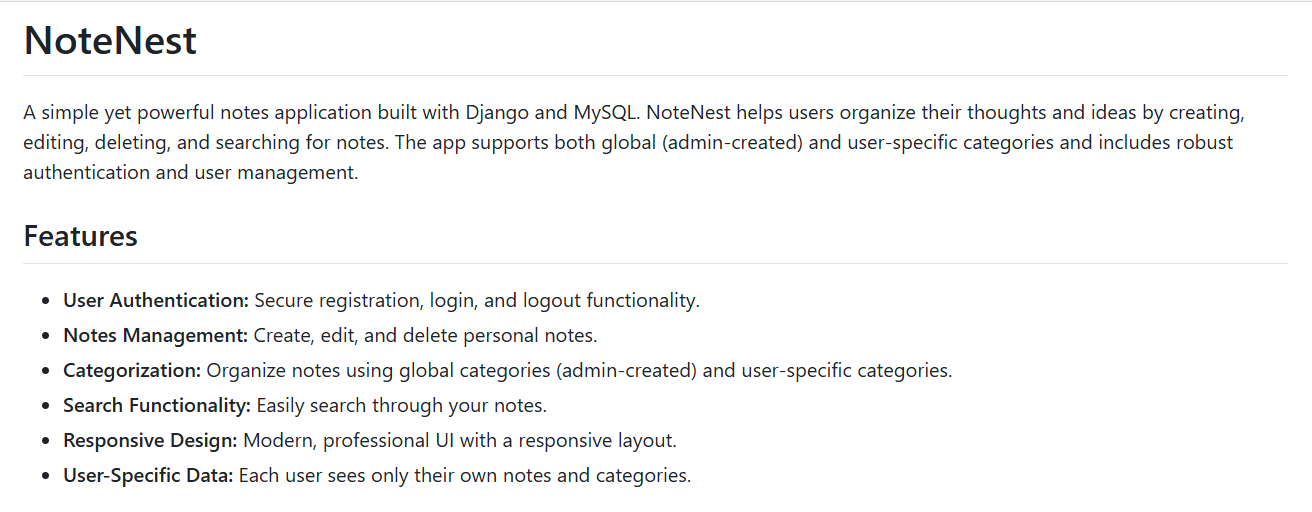 NoteNest
A simple yet powerful notes application built with Django and MySQL. NoteNest helps users organize their thoughts and ideas by creating,
editing, deleting, and searching for notes. The app supports both global (admin-created) and user-specific categories and includes robust
authentication and user management.
Features
• User Authentication: Secure registration, login, and logout functionality.
• Notes Management: Create, edit, and delete personal notes.
• Categorization: Organize notes using global categories (admin-created) and user-specific categories.
• Search Functionality: Easily search through your notes.
• Responsive Design: Modern, professional UI with a responsive layout.
• User-Specific Data: Each user sees only their own notes and categories.